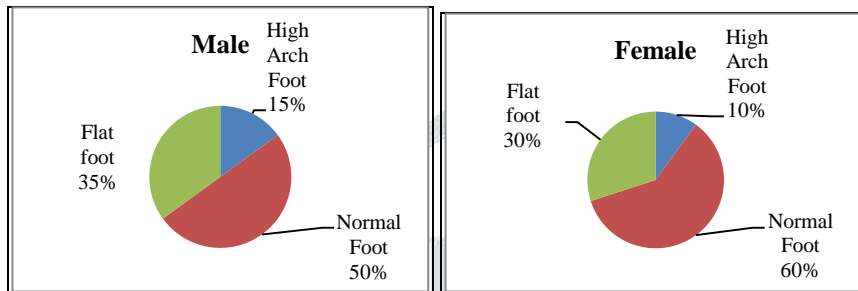 Male
High
Arch
Foot
15%
Flat
foot
35%
Normal
Foot
50%
Female
High
Arch
Foot
10%
Flat
foot
30%
Normal
Foot
60%